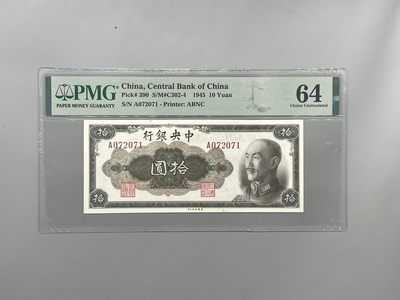 PMG
PAPER MONEY GUARANTY
China, Central Bank of China
Pick# 390 S/M#C302-4 1945 10 Yuan
S/N A072071 - Printer: ABNC
64
Choice Uncirculated
拾
行銀央中
拾
A072071
A072071
圓拾
拾
拾